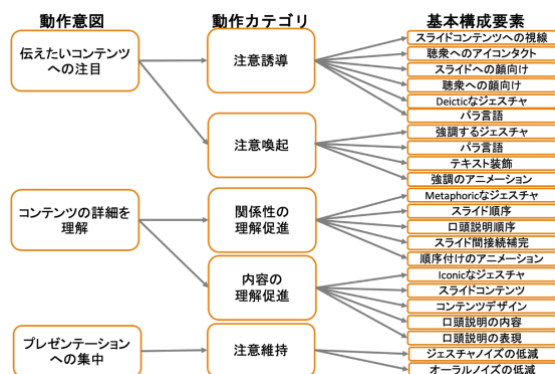 動作意図
動作カテゴリ
基本構成要素
伝えたいコンテンツ
への注目
注意誘導
スライドコンテンツへの視線
聴衆へのアイコンタクト
スライドへの顔向け
聴衆への顔向け
Deicticなジェスチャ
パラ言語
注意喚起
強調するジェスチャ
パラ言語
テキスト装飾
強調のアニメーション
コンテンツの詳細を
理解
関係性の
理解促進
Metaphoricなジェスチャ
スライド順序
口頭説明順序
スライド間接続補完
順序付けのアニメーション
内容の
理解促進
Iconicなジェスチャ
スライドコンテンツ
コンテンツデザイン
口頭説明の内容
口頭説明の表現
プレゼンテーション
への集中
注意維持
ジェスチャノイズの低減
オーラルノイズの低減